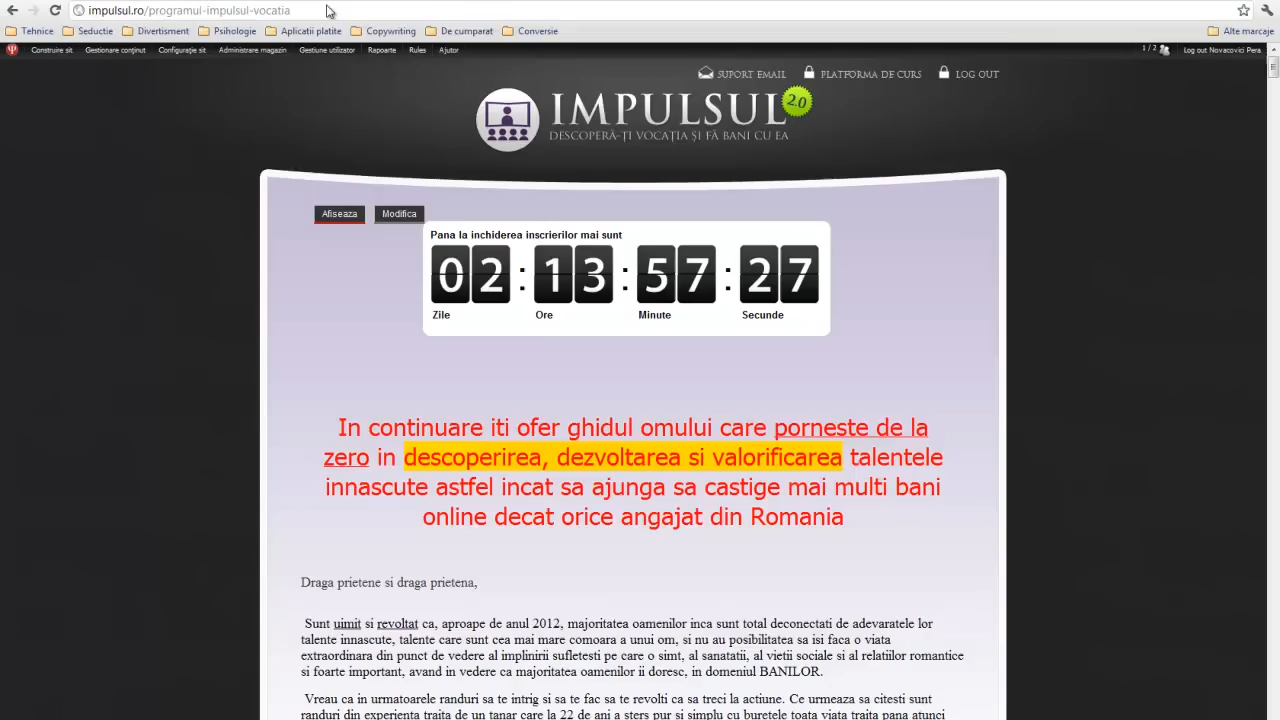 impulsul.ro/programul-impulsul-vocatia
Tehnice Seductie Divertisment Psihologie Aplicatii platite Copywriting De cumparat Conversie Alte marcaje
Construire sit Gestionare conținut Configurație sit Administrare magazin Gestiune utilizator Rapoarte Rules Ajutor 1 / 2 Log out Novacovici Pera
SUPORT EMAIL PLATFORMA DE CURS LOG OUT
IMPULSUL 2.0
DESCOPERĂ-ȚI VOCAȚIA ȘI FĂ BANI CU EA
Afiseaza Modifica
Pana la inchiderea inscrierilor mai sunt
02 : 13 : 57 : 27
Zile Ore Minute Secunde
In continuare iti ofer ghidul omului care porneste de la
zero in descoperirea, dezvoltarea si valorificarea talentele
innascute astfel incat sa ajunga sa castige mai multi bani
online decat orice angajat din Romania
Draga prietene si draga prietena,
Sunt uimit si revoltat ca, aproape de anul 2012, majoritatea oamenilor inca sunt total deconectati de adevaratele lor
talente innascute, talente care sunt cea mai mare comoara a unui om, si nu au posibilitatea sa isi faca o viata
extraordinara din punct de vedere al implinirii sufletesti pe care o simt, al sanatatii, al vietii sociale si al relatiilor romantice
si foarte important, avand in vedere ca majoritatea oamenilor ii doresc, in domeniul BANILOR.
Vreau ca in urmatoarele randuri sa te intrig si sa te fac sa te revolti ca sa treci la actiune. Ce urmeaza sa citesti sunt
randuri din experienta traita de un tanar care la 22 de ani a sters pur si simplu cu buretele toata viata traita pana atunci